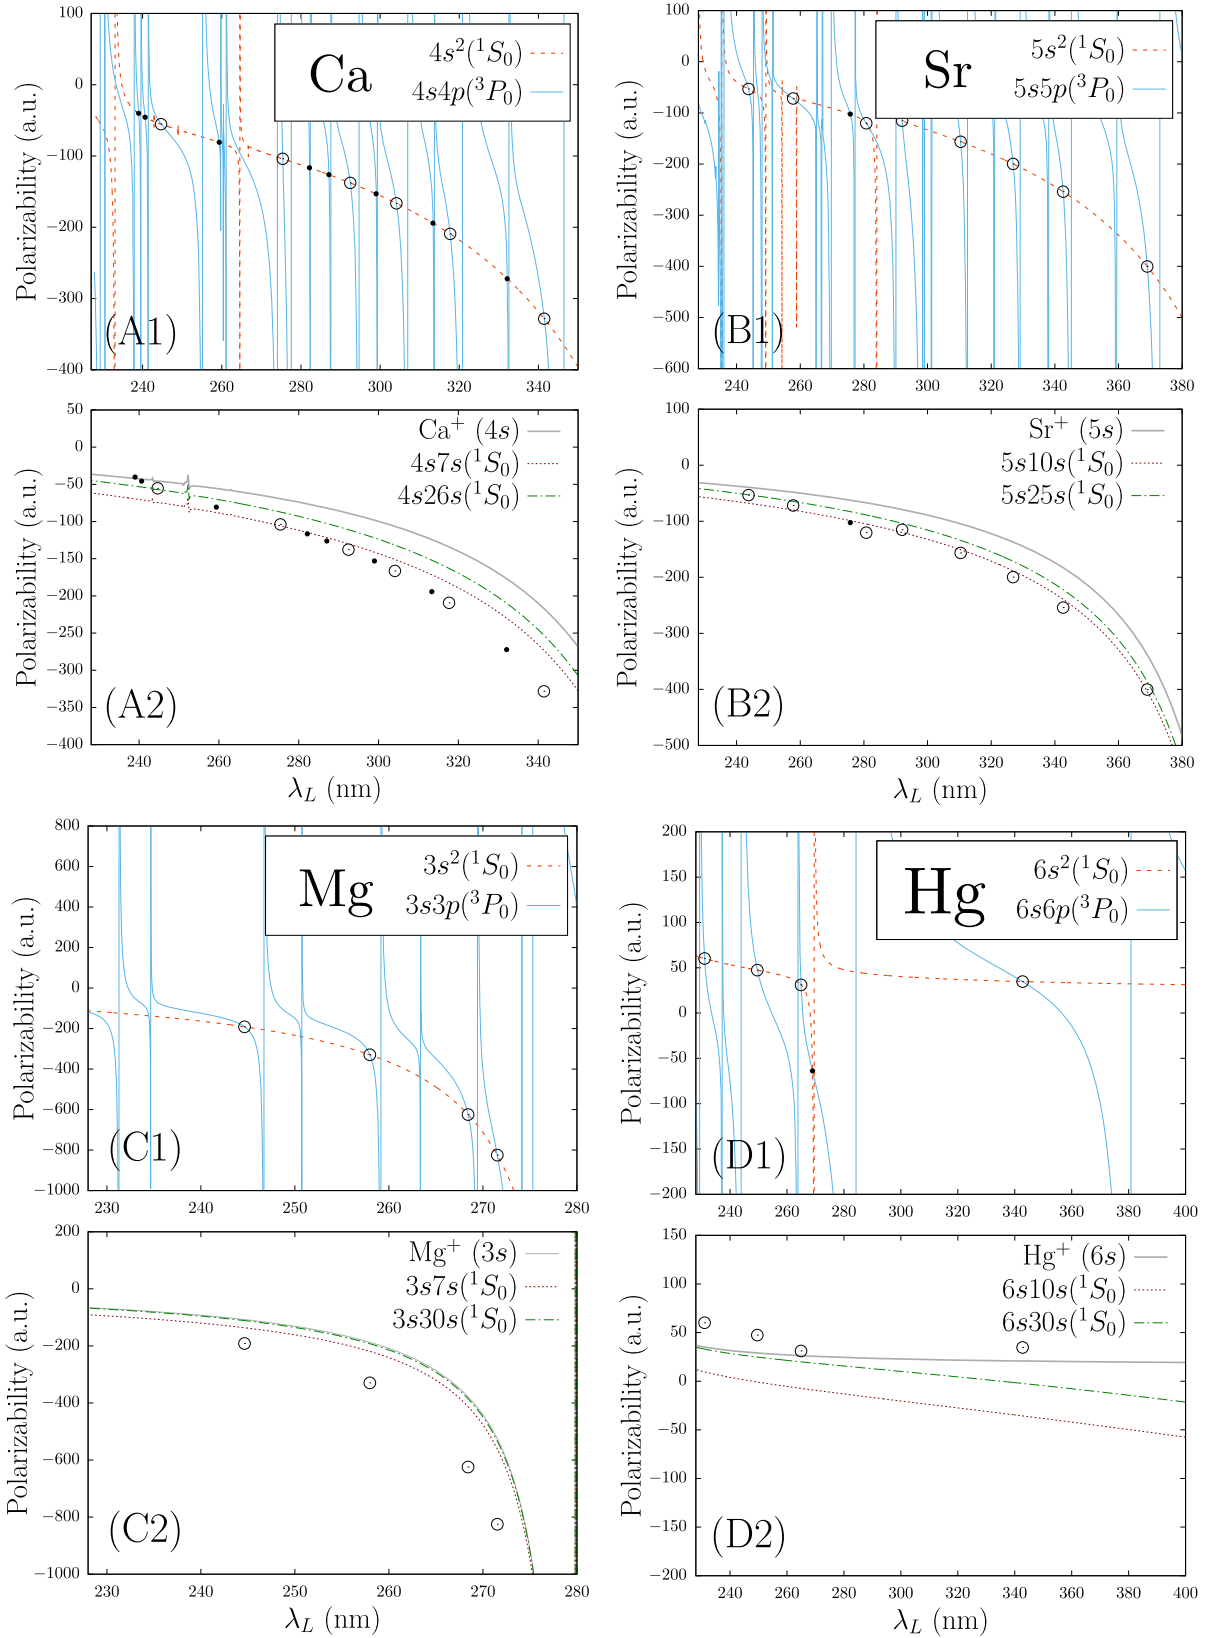 100
0
−100
−200
−300
−400
Polarizability (a.u.)
240 260 280 300 320 340
Ca
4s²(¹S₀)
4s4p(³P₀)
(A1)
100
0
−100
−200
−300
−400
−500
−600
Polarizability (a.u.)
240 260 280 300 320 340 360 380
Sr
5s²(¹S₀)
5s5p(³P₀)
(B1)
50
0
−50
−100
−150
−200
−250
−300
−350
−400
Polarizability (a.u.)
240 260 280 300 320 340
λL (nm)
Ca⁺ (4s)
4s7s(¹S₀)
4s26s(¹S₀)
(A2)
100
0
−100
−200
−300
−400
−500
Polarizability (a.u.)
240 260 280 300 320 340 360 380
λL (nm)
Sr⁺ (5s)
5s10s(¹S₀)
5s25s(¹S₀)
(B2)
800
600
400
200
0
−200
−400
−600
−800
−1000
Polarizability (a.u.)
230 240 250 260 270 280
Mg
3s²(¹S₀)
3s3p(³P₀)
(C1)
200
150
100
50
0
−50
−100
−150
−200
Polarizability (a.u.)
240 260 280 300 320 340 360 380 400
Hg
6s²(¹S₀)
6s6p(³P₀)
(D1)
200
0
−200
−400
−600
−800
−1000
Polarizability (a.u.)
230 240 250 260 270 280
λL (nm)
Mg⁺ (3s)
3s7s(¹S₀)
3s30s(¹S₀)
(C2)
150
100
50
0
−50
−100
−150
−200
Polarizability (a.u.)
240 260 280 300 320 340 360 380 400
λL (nm)
Hg⁺ (6s)
6s10s(¹S₀)
6s30s(¹S₀)
(D2)